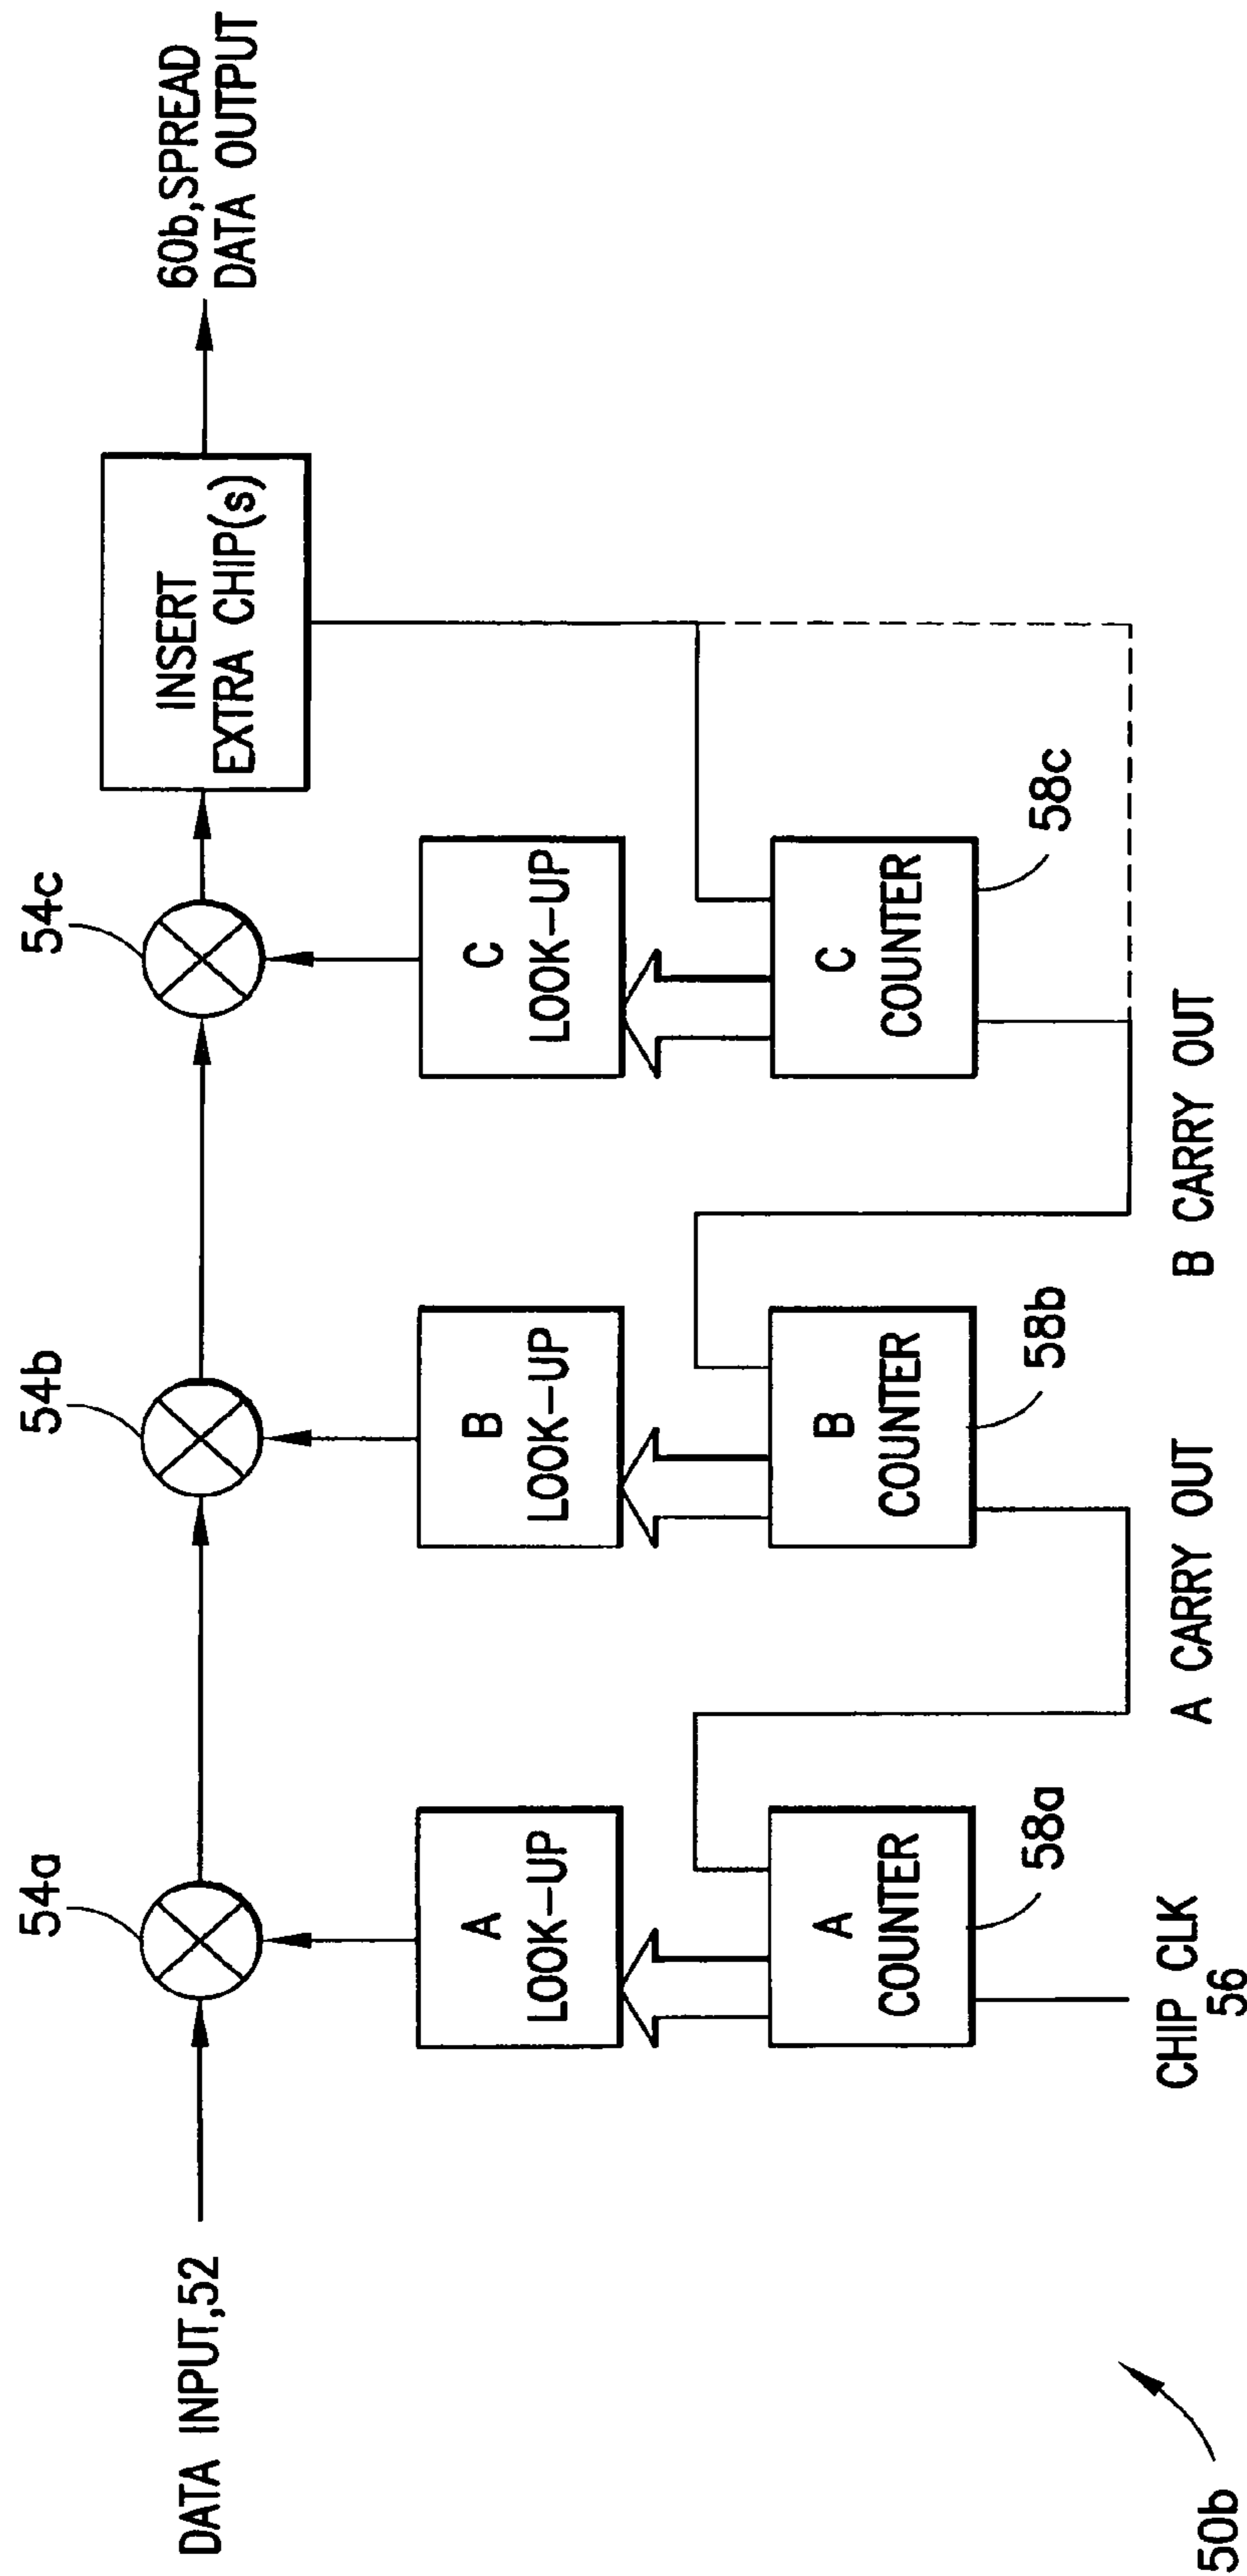 54a
54b
54c
DATA INPUT,52
INSERT
EXTRA CHIP(s)
60b,SPREAD
DATA OUTPUT
A
LOOK-UP
B
LOOK-UP
C
LOOK-UP
A
COUNTER
B
COUNTER
C
COUNTER
58a
58b
58c
CHIP CLK
56
A CARRY OUT
B CARRY OUT
50b